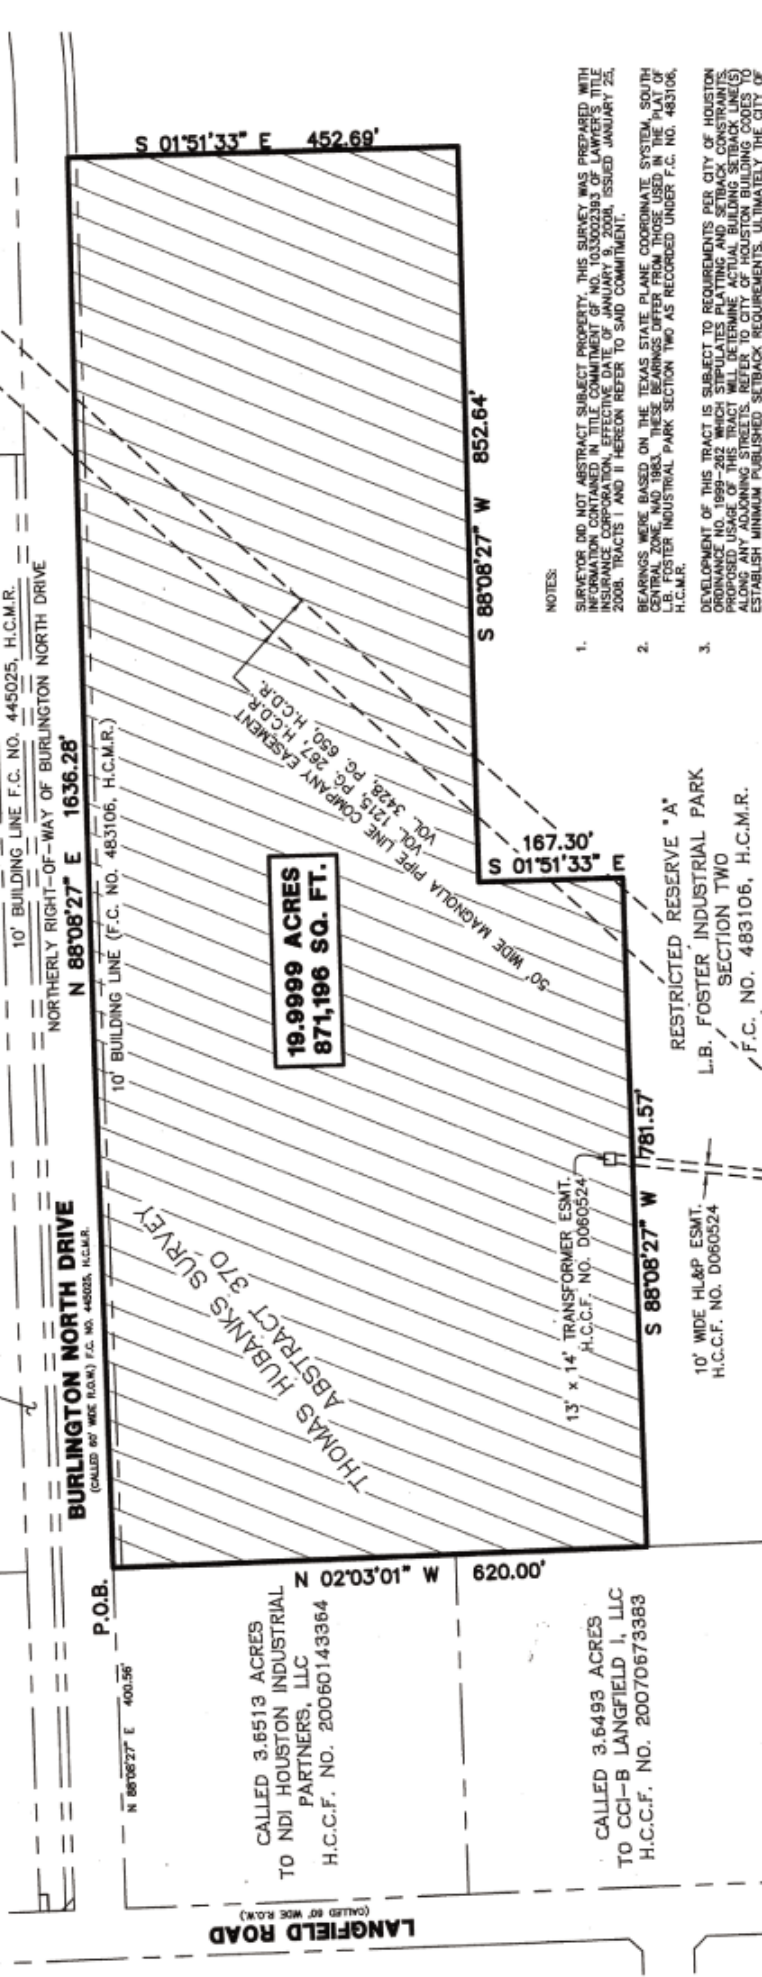 S 01°51'33" E 452.69'
10' BUILDING LINE F.C. NO. 445025, H.C.M.R.
NORTHERLY RIGHT-OF-WAY OF BURLINGTON NORTH DRIVE
N 88°08'27" E 1636.28'
10' BUILDING LINE (F.C. NO. 483106, H.C.M.R.)
BURLINGTON NORTH DRIVE
(CALLED 60' WIDE R.O.W.) F.C. NO. 445025, H.C.M.R.
P.O.B.
50' WIDE MAGNOLIA PIPE LINE COMPANY EASEMENT
VOL. 1215, PG. 267, H.C.D.R.
VOL. 3428, PG. 650, H.C.D.R.
19.9999 ACRES
871,196 SQ. FT.
S 88°08'27" W 852.64'
167.30'
S 01°51'33" E
THOMAS HUBANKS SURVEY
ABSTRACT 370
13' x 14' TRANSFORMER ESMT.
H.C.C.F. NO. D060524
S 88°08'27" W 781.57'
10' WIDE HL&P ESMT.
H.C.C.F. NO. D060524
RESTRICTED RESERVE "A"
L.B. FOSTER INDUSTRIAL PARK
SECTION TWO
F.C. NO. 483106, H.C.M.R.
N 02°03'01" W 620.00'
N 88°08'27" E 400.56'
CALLED 3.6513 ACRES
TO NDI HOUSTON INDUSTRIAL
PARTNERS, LLC
H.C.C.F. NO. 20060143364
CALLED 3.6493 ACRES
TO CCI-B LANGFIELD I, LLC
H.C.C.F. NO. 20070673383
LANGFIELD ROAD
(CALLED 60' WIDE R.O.W.)
NOTES:
1. SURVEYOR DID NOT ABSTRACT SUBJECT PROPERTY. THIS SURVEY WAS PREPARED WITH
INFORMATION CONTAINED IN TITLE COMMITMENT GF NO. 1033002393 OF LAWYER'S TITLE
INSURANCE CORPORATION, EFFECTIVE DATE OF JANUARY 9, 2008, ISSUED JANUARY 25,
2008. TRACTS I AND II HEREON REFER TO SAID COMMITMENT.
2. BEARINGS WERE BASED ON THE TEXAS STATE PLANE COORDINATE SYSTEM, SOUTH
CENTRAL ZONE, NAD 1983. THESE BEARINGS DIFFER FROM THOSE USED IN THE PLAT OF
L.B. FOSTER INDUSTRIAL PARK SECTION TWO AS RECORDED UNDER F.C. NO. 483106,
H.C.M.R.
3. DEVELOPMENT OF THIS TRACT IS SUBJECT TO REQUIREMENTS PER CITY OF HOUSTON
ORDINANCE NO. 1999-262 WHICH STIPULATES PLATTING AND SETBACK CONSTRAINTS.
PROPOSED USAGE OF THIS TRACT WILL DETERMINE ACTUAL BUILDING SETBACK LINE(S)
ALONG ANY ADJOINING STREETS. REFER TO CITY OF HOUSTON BUILDING CODES TO
ESTABLISH MINIMUM PUBLISHED SETBACK REQUIREMENTS. ULTIMATELY THE CITY OF